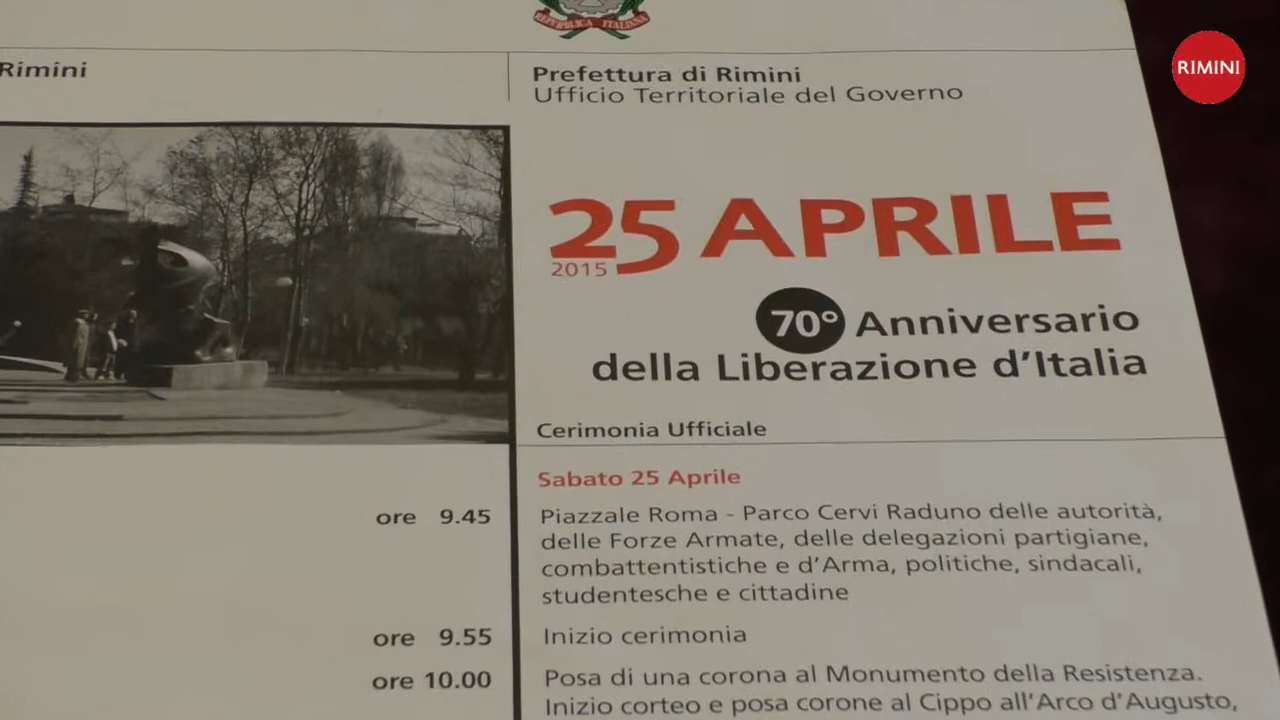 REPVBBLICA ITALIANA
Rimini
Prefettura di Rimini
Ufficio Territoriale del Governo
RIMINI
25 APRILE
2015
70° Anniversario
della Liberazione d'Italia
Cerimonia Ufficiale
Sabato 25 Aprile
ore 9.45
Piazzale Roma - Parco Cervi Raduno delle autorità,
delle Forze Armate, delle delegazioni partigiane,
combattentistiche e d'Arma, politiche, sindacali,
studentesche e cittadine
ore 9.55
Inizio cerimonia
ore 10.00
Posa di una corona al Monumento della Resistenza.
Inizio corteo e posa corone al Cippo all'Arco d'Augusto,